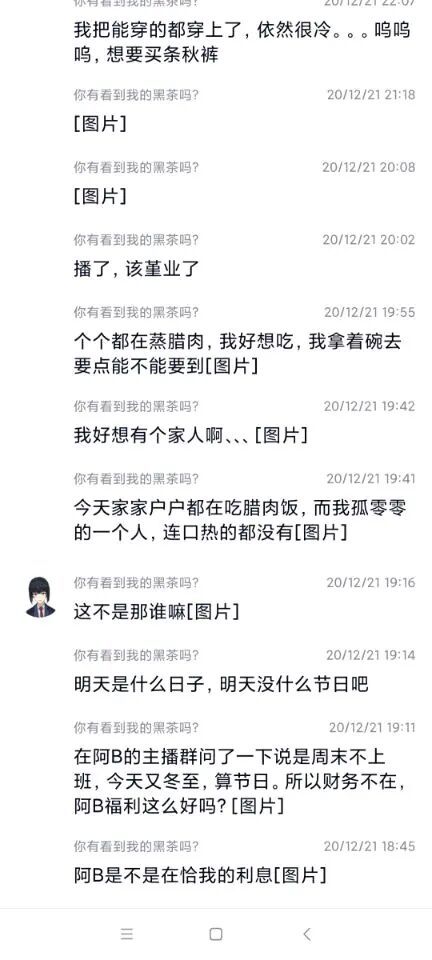 我把能穿的都穿上了，依然很冷。。。呜呜
呜，想要买条秋裤
你有看到我的黑茶吗? 20/12/21 21:18
[图片]
你有看到我的黑茶吗? 20/12/21 20:08
[图片]
你有看到我的黑茶吗? 20/12/21 20:02
播了，该堇业了
你有看到我的黑茶吗? 20/12/21 19:55
个个都在蒸腊肉，我好想吃，我拿着碗去
要点能不能要到[图片]
你有看到我的黑茶吗? 20/12/21 19:42
我好想有个家人啊、、、[图片]
你有看到我的黑茶吗? 20/12/21 19:41
今天家家户户都在吃腊肉饭，而我孤零零
的一个人，连口热的都没有[图片]
你有看到我的黑茶吗? 20/12/21 19:16
这不是那谁嘛[图片]
你有看到我的黑茶吗? 20/12/21 19:14
明天是什么日子，明天没什么节日吧
你有看到我的黑茶吗? 20/12/21 19:11
在阿B的主播群问了一下说是周末不上
班，今天又冬至，算节日。所以财务不在，
阿B福利这么好吗？[图片]
你有看到我的黑茶吗? 20/12/21 18:45
阿B是不是在恰我的利息[图片]